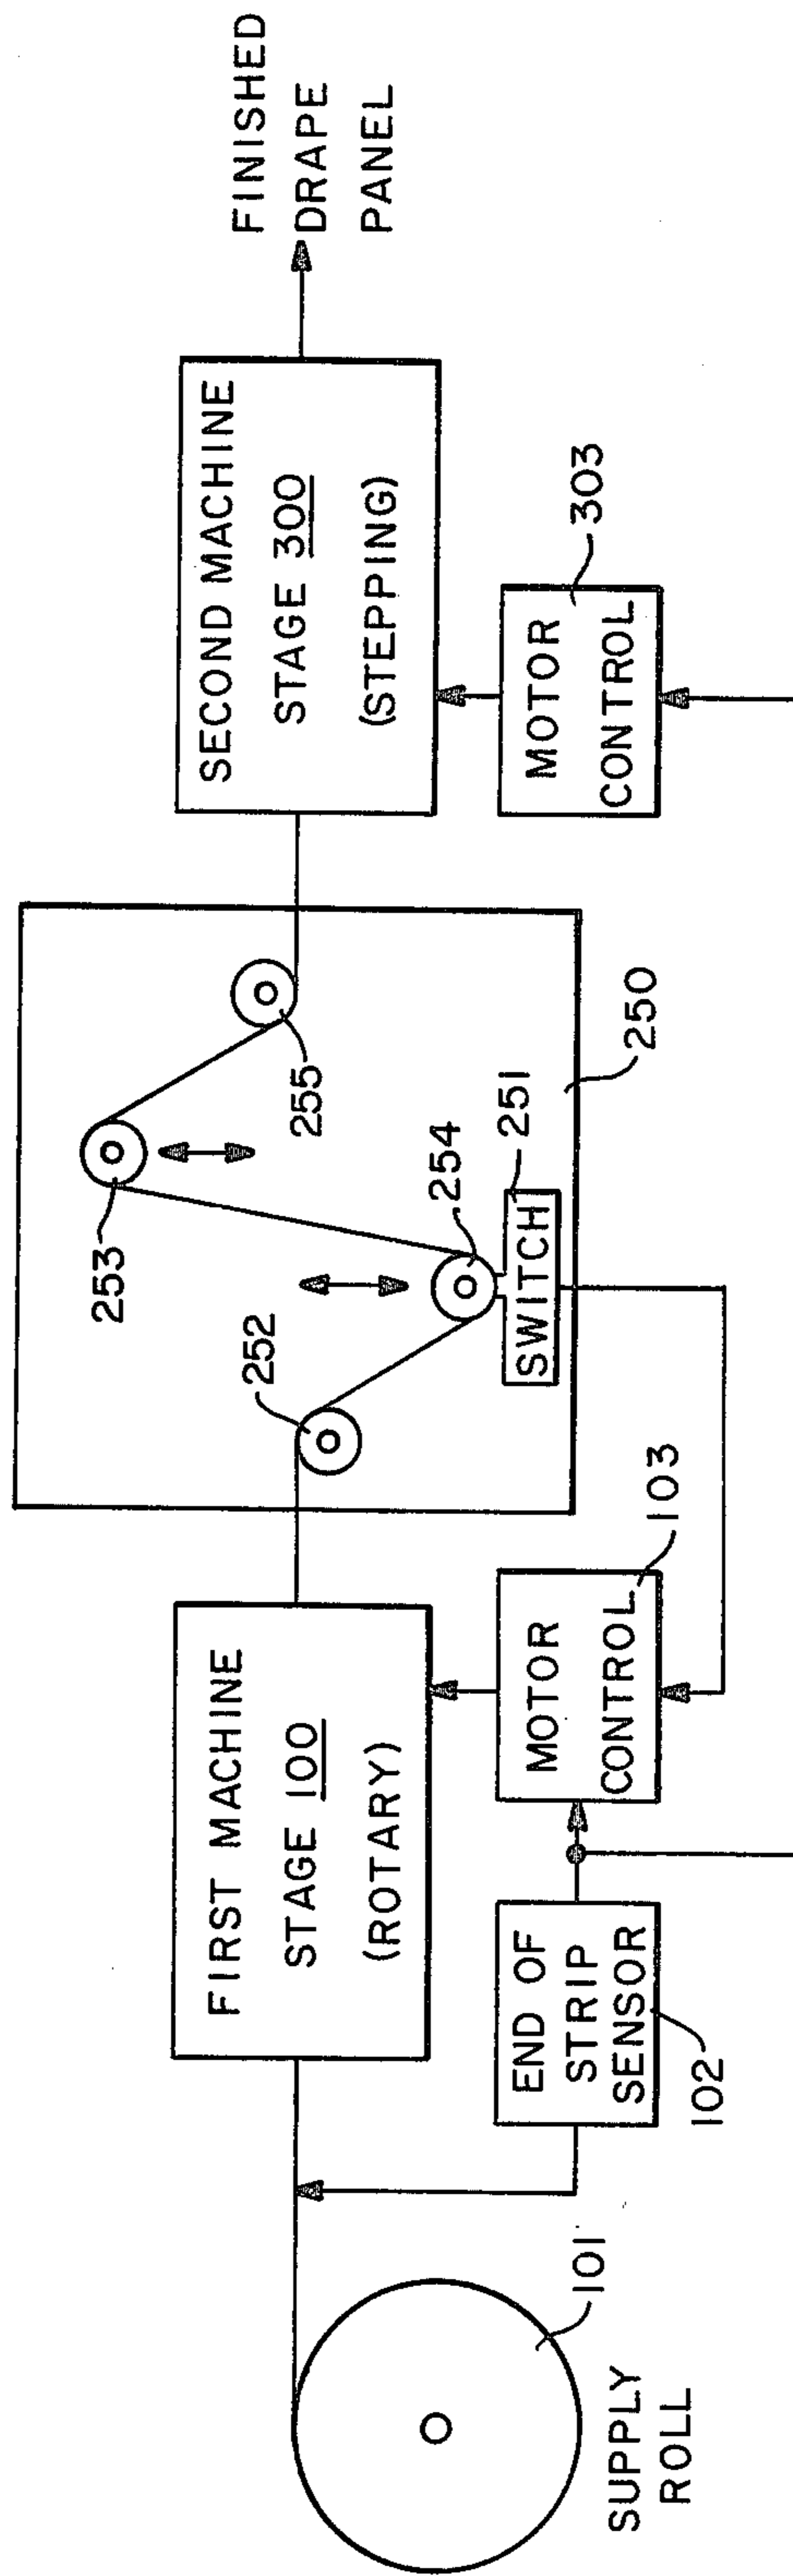 FINISHED
DRAPE
PANEL
SECOND MACHINE
STAGE 300
(STEPPING)
303
MOTOR
CONTROL
253
255
254
251
SWITCH
250
252
FIRST MACHINE
STAGE 100
(ROTARY)
103
MOTOR
CONTROL
END OF
STRIP
SENSOR
102
101
SUPPLY
ROLL